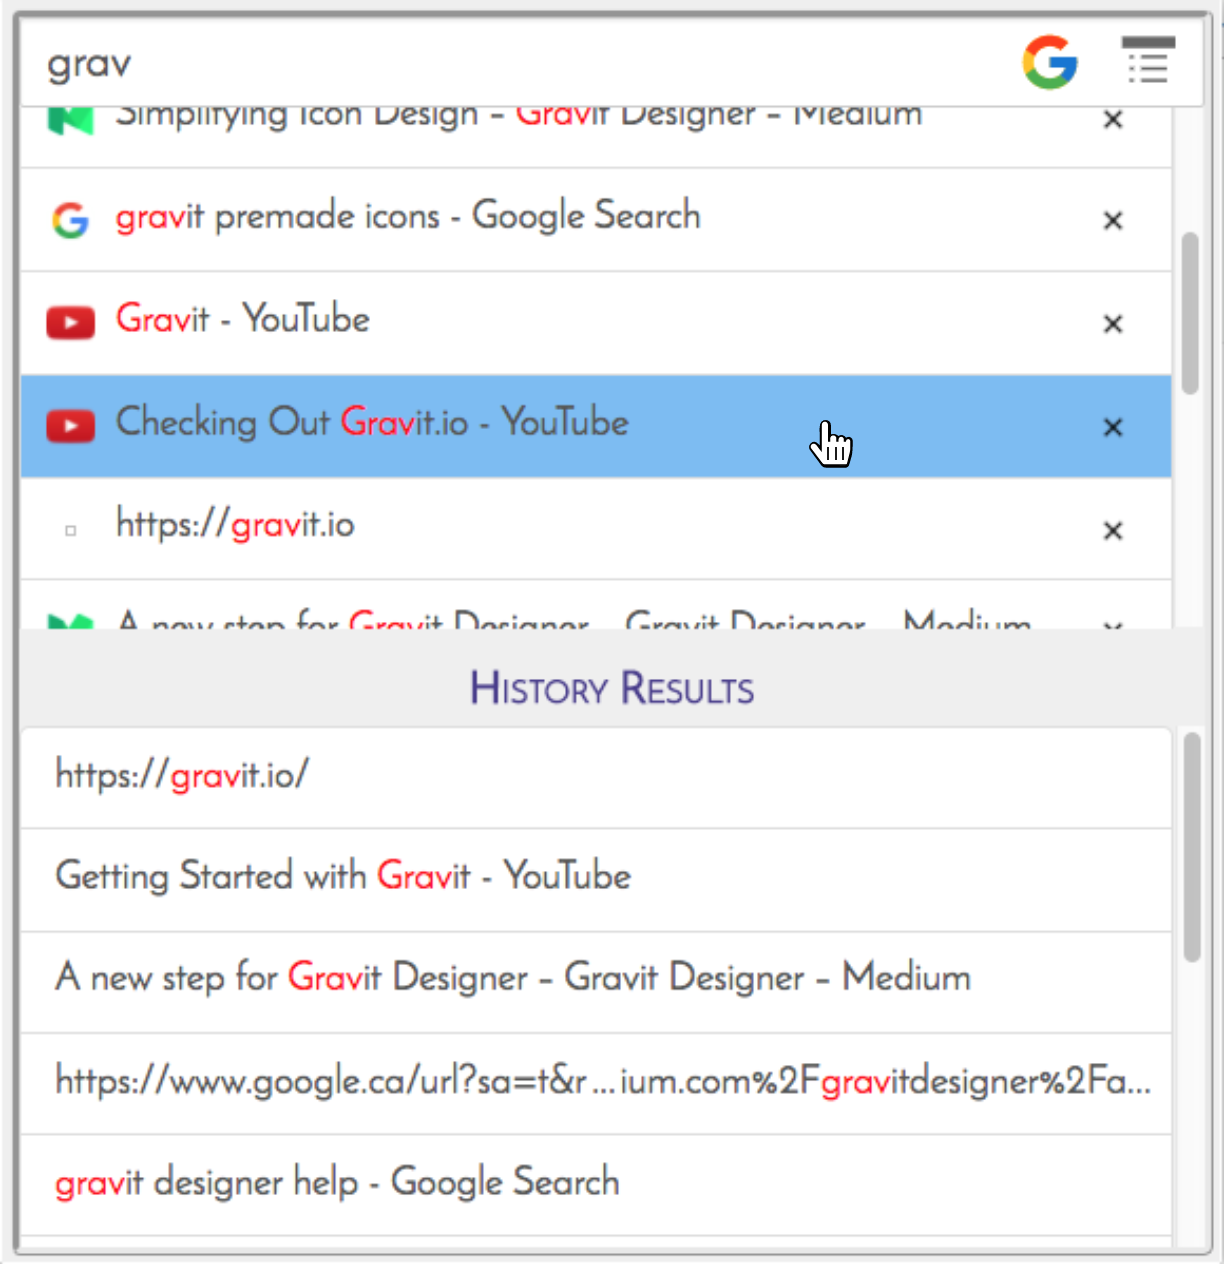 grav
Simplifying Icon Design – Gravit Designer – Medium
gravit premade icons - Google Search
Gravit - YouTube
Checking Out Gravit.io - YouTube
https://gravit.io
A new step for Gravit Designer – Gravit Designer – Medium
History Results
https://gravit.io/
Getting Started with Gravit - YouTube
A new step for Gravit Designer – Gravit Designer – Medium
https://www.google.ca/url?sa=t&r...ium.com%2Fgravitdesigner%2Fa...
gravit designer help - Google Search